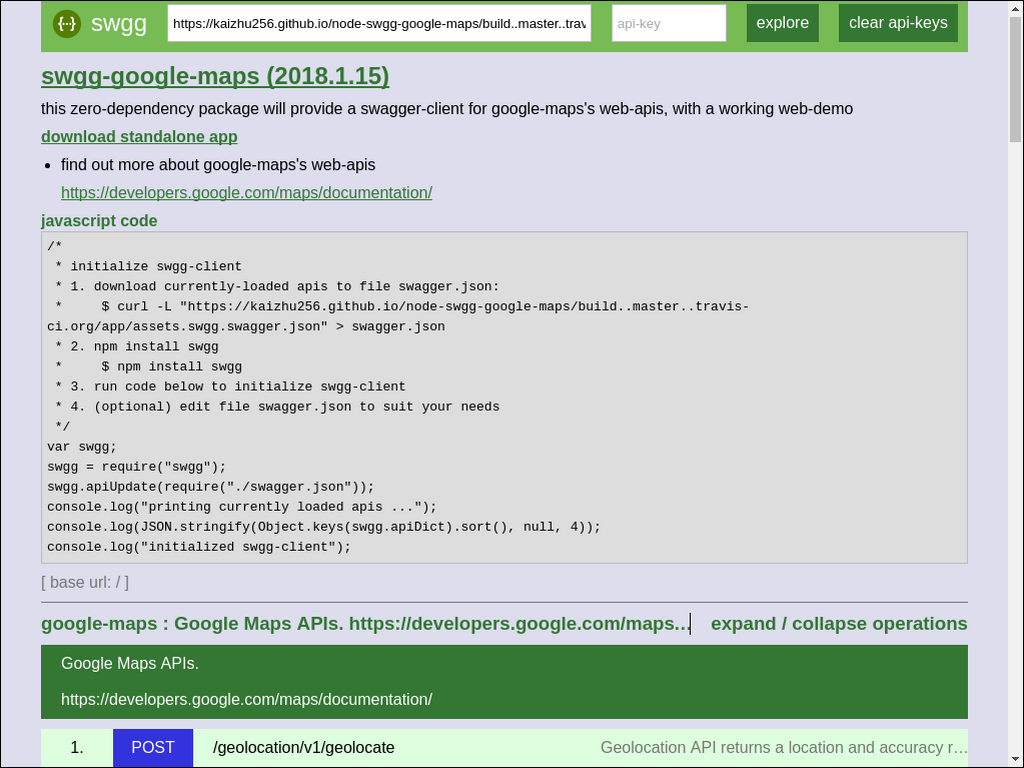 {···} swgg https://kaizhu256.github.io/node-swgg-google-maps/build..master..trav api-key explore clear api-keys
swgg-google-maps (2018.1.15)
this zero-dependency package will provide a swagger-client for google-maps's web-apis, with a working web-demo
download standalone app
• find out more about google-maps's web-apis
https://developers.google.com/maps/documentation/
javascript code
/*
 * initialize swgg-client
 * 1. download currently-loaded apis to file swagger.json:
 *     $ curl -L "https://kaizhu256.github.io/node-swgg-google-maps/build..master..travis-
ci.org/app/assets.swgg.swagger.json" > swagger.json
 * 2. npm install swgg
 *     $ npm install swgg
 * 3. run code below to initialize swgg-client
 * 4. (optional) edit file swagger.json to suit your needs
 */
var swgg;
swgg = require("swgg");
swgg.apiUpdate(require("./swagger.json"));
console.log("printing currently loaded apis ...");
console.log(JSON.stringify(Object.keys(swgg.apiDict).sort(), null, 4));
console.log("initialized swgg-client");
[ base url: / ]
google-maps : Google Maps APIs. https://developers.google.com/maps... expand / collapse operations
Google Maps APIs.
https://developers.google.com/maps/documentation/
1. POST /geolocation/v1/geolocate Geolocation API returns a location and accuracy r…